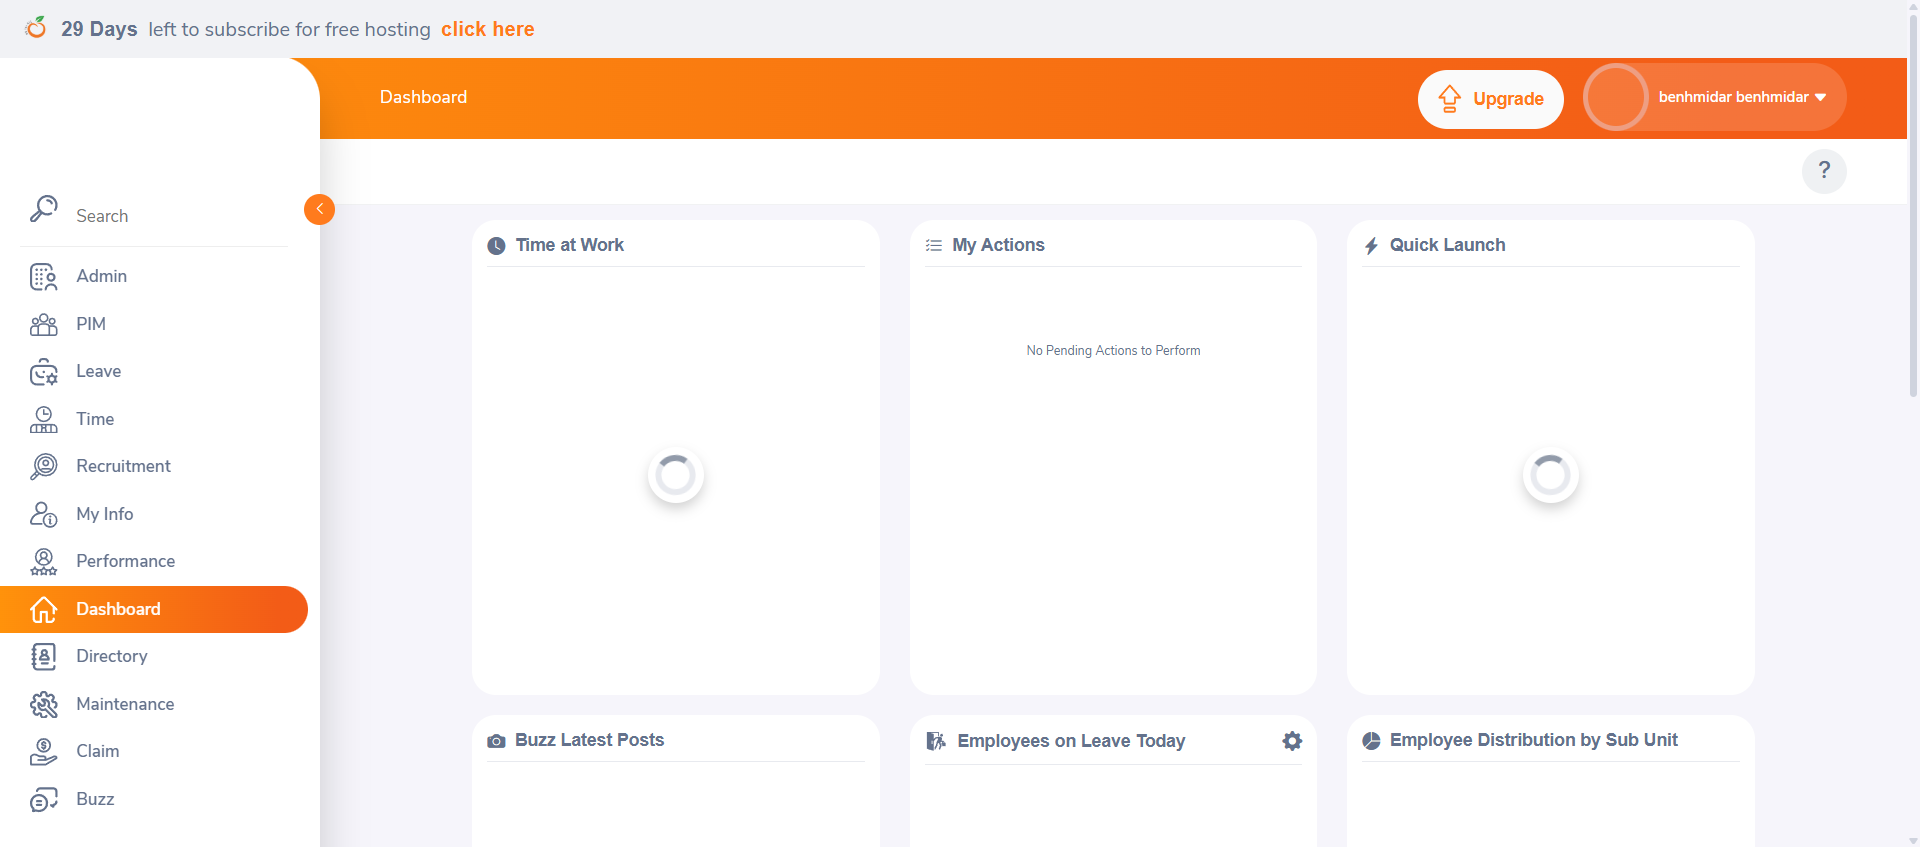 29 Days left to subscribe for free hosting click here
Dashboard
Upgrade
benhmidar benhmidar
?
Search
Admin
PIM
Leave
Time
Recruitment
My Info
Performance
Dashboard
Directory
Maintenance
Claim
Buzz
Time at Work
My Actions
No Pending Actions to Perform
Quick Launch
Buzz Latest Posts
Employees on Leave Today
Employee Distribution by Sub Unit